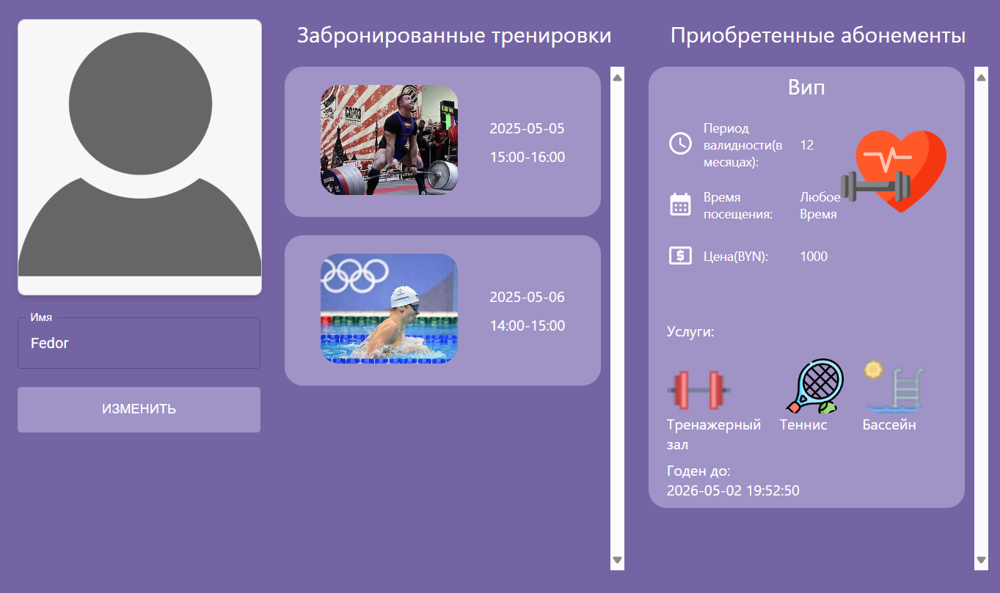 Имя
Fedor
ИЗМЕНИТЬ
Забронированные тренировки
СОЮЗ
РОССИИ
2025-05-05
15:00-16:00
2025-05-06
14:00-15:00
Приобретенные абонементы
Вип
Период
валидности(в
месяцах):
12
Время
посещения:
Любое
Время
Цена(BYN):
1000
Услуги:
Тренажерный
зал
Теннис
Бассейн
Годен до:
2026-05-02 19:52:50